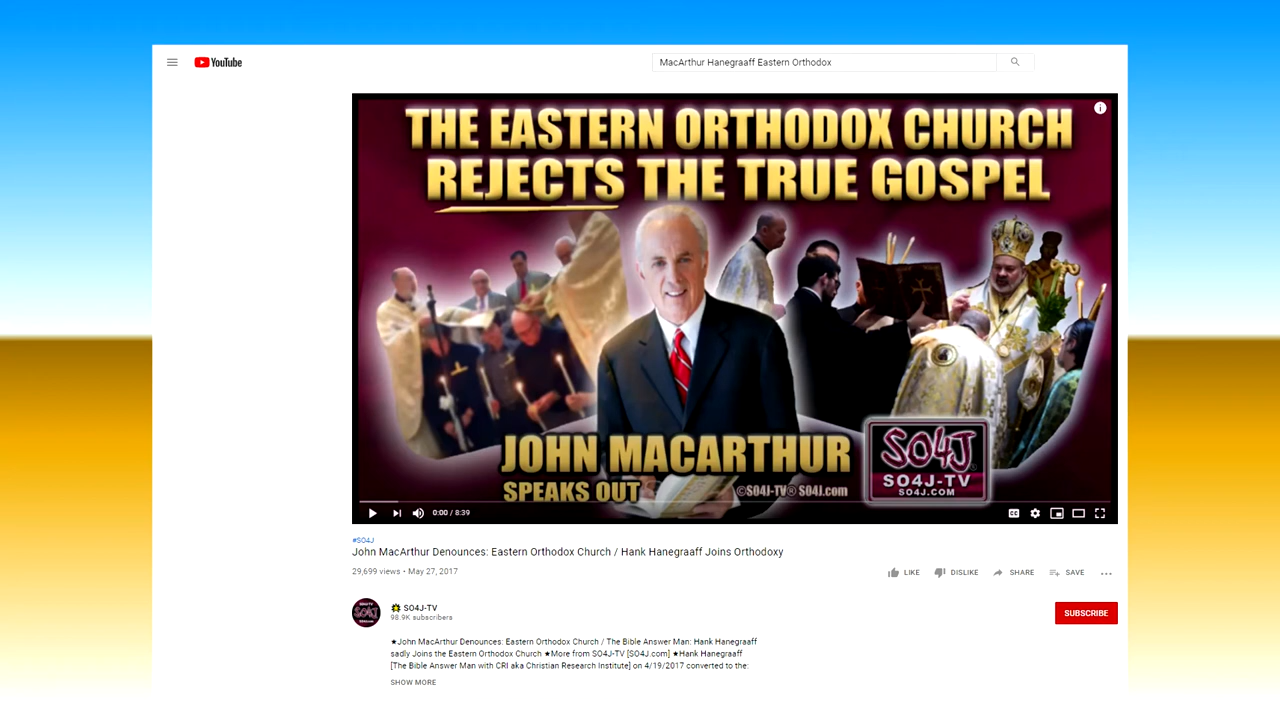 YouTube
MacArthur Hanegraaff Eastern Orthodox
THE EASTERN ORTHODOX CHURCH
REJECTS THE TRUE GOSPEL
JOHN MACARTHUR
SPEAKS OUT
©SO4J-TV® SO4J.com
SO4J
SO4J-TV
SO4J.COM
0:00 / 8:39
CC
#SO4J
John MacArthur Denounces: Eastern Orthodox Church / Hank Hanegraaff Joins Orthodoxy
29,699 views • May 27, 2017
LIKE
DISLIKE
SHARE
SAVE
SO4J-TV
98.9K subscribers
SUBSCRIBE
★John MacArthur Denounces: Eastern Orthodox Church / The Bible Answer Man: Hank Hanegraaff
sadly Joins the Eastern Orthodox Church ★More from SO4J-TV [SO4J.com] ★Hank Hanegraaff
[The Bible Answer Man with CRI aka Christian Research Institute] on 4/19/2017 converted to the:
SHOW MORE